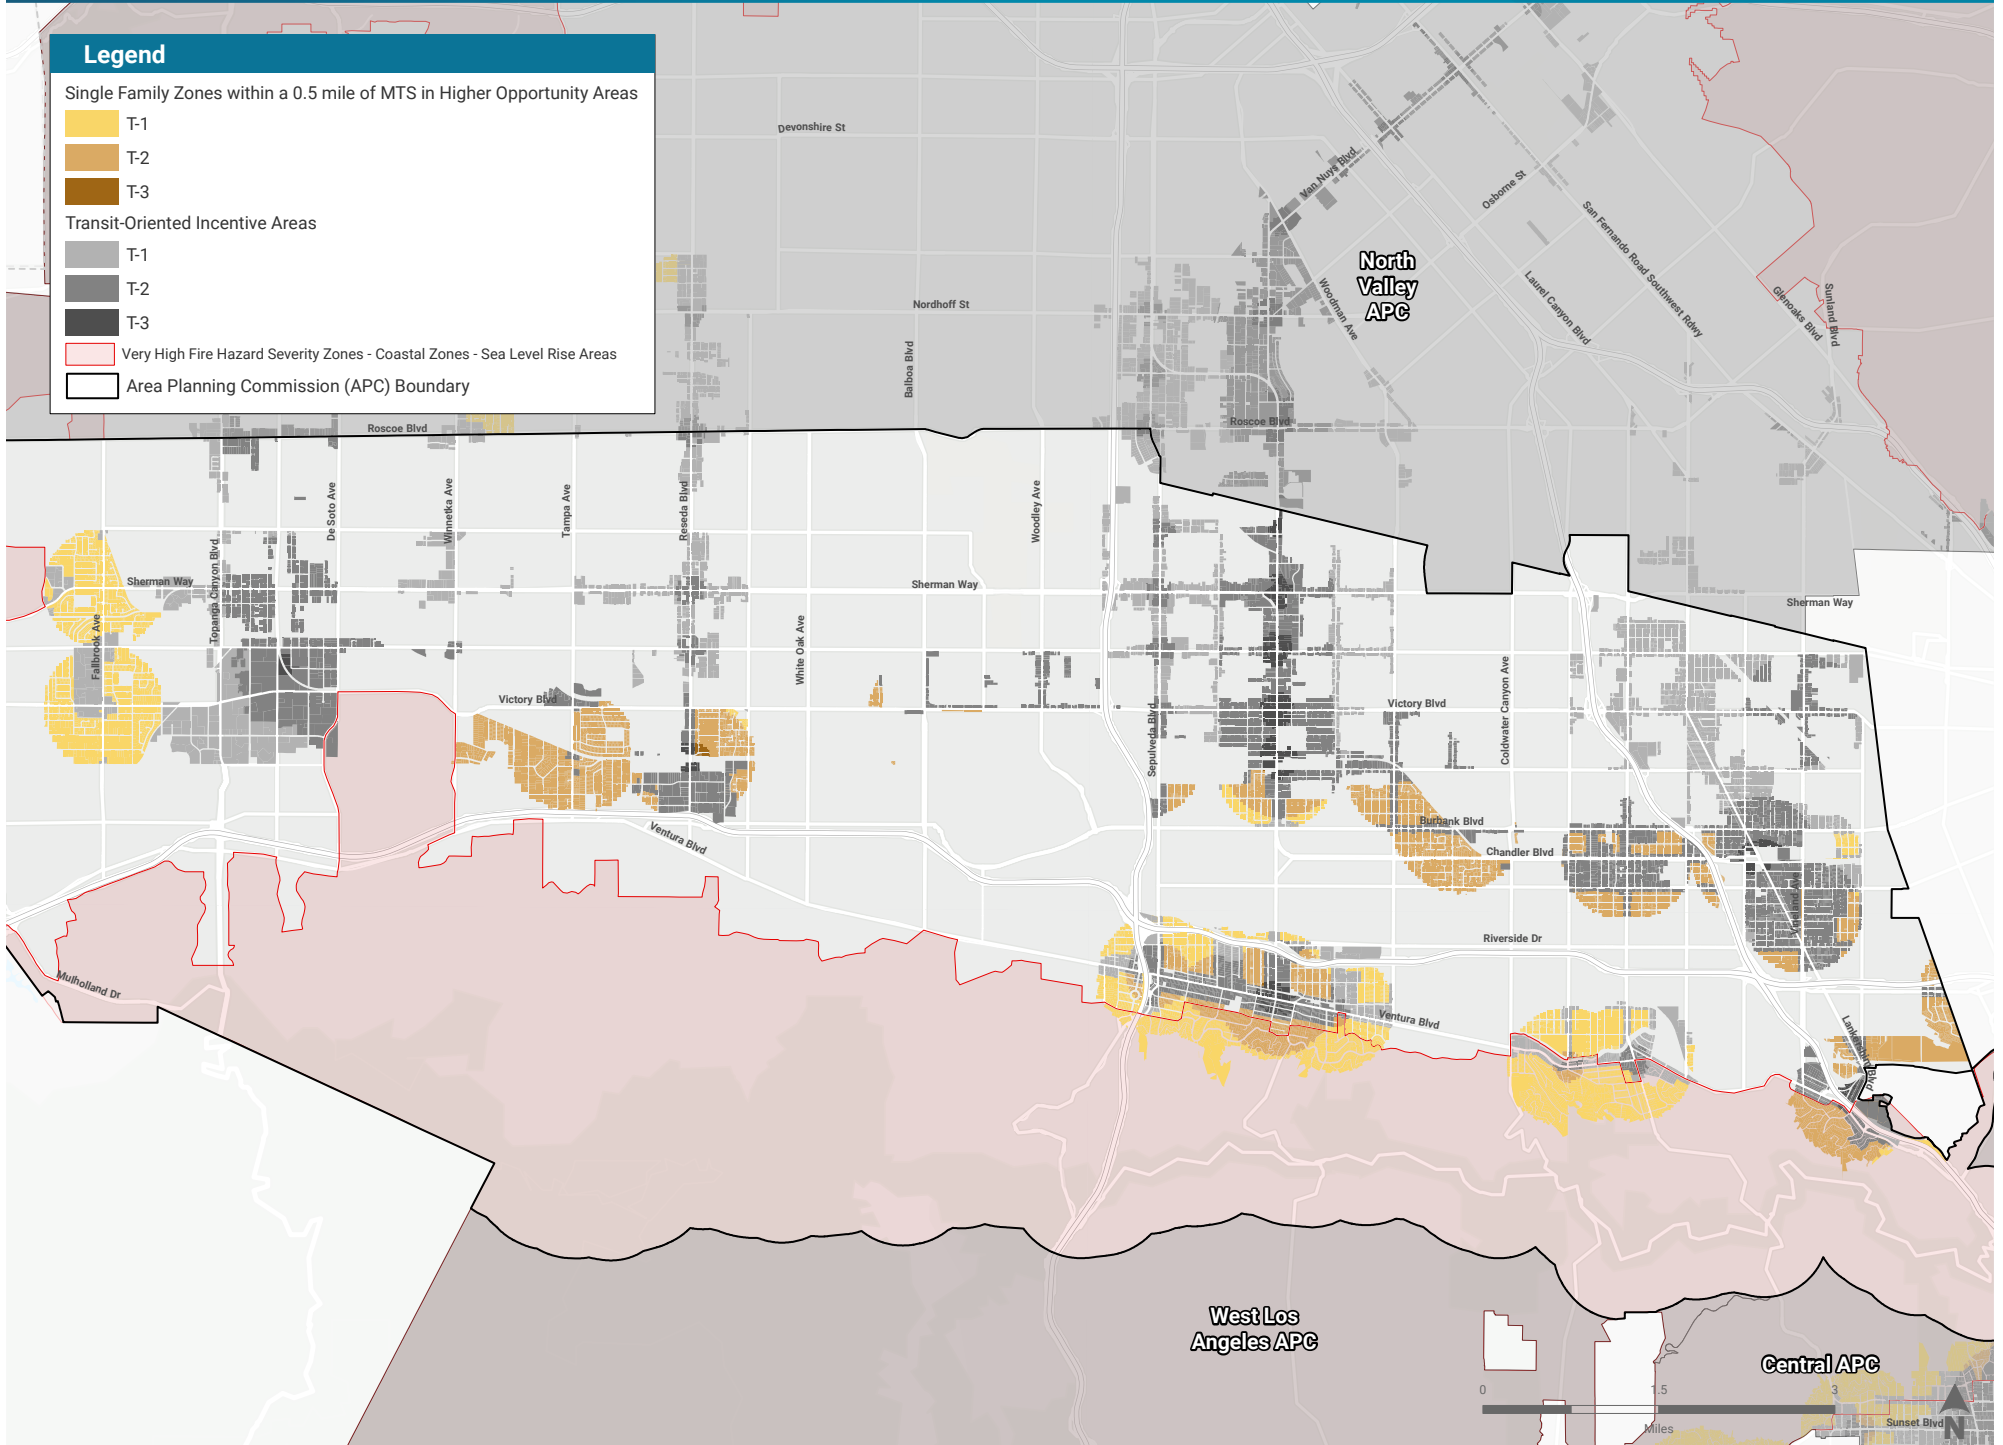 Legend
Single Family Zones within a 0.5 mile of MTS in Higher Opportunity Areas
T-1
T-2
T-3
Transit-Oriented Incentive Areas
T-1
T-2
T-3
Very High Fire Hazard Severity Zones - Coastal Zones - Sea Level Rise Areas
Area Planning Commission (APC) Boundary
Devonshire St
Van Nuys Blvd
Osborne St
San Fernando Road Southwest Rdwy
North
Valley
APC
Woodman Ave
Laurel Canyon Blvd
Glenoaks Blvd
Sunland Blvd
Nordhoff St
Balboa Blvd
Roscoe Blvd
Roscoe Blvd
De Soto Ave
Winnetka Ave
Tampa Ave
Reseda Blvd
Woodley Ave
Topanga Canyon Blvd
Sherman Way
Sherman Way
Sherman Way
Fallbrook Ave
White Oak Ave
Coldwater Canyon Ave
Victory Blvd
Victory Blvd
Sepulveda Blvd
Ventura Blvd
Burbank Blvd
Chandler Blvd
Vineland Ave
Riverside Dr
Mulholland Dr
Ventura Blvd
Lankershim Blvd
West Los
Angeles APC
Central APC
0
1.5
3
Miles
Sunset Blvd
N